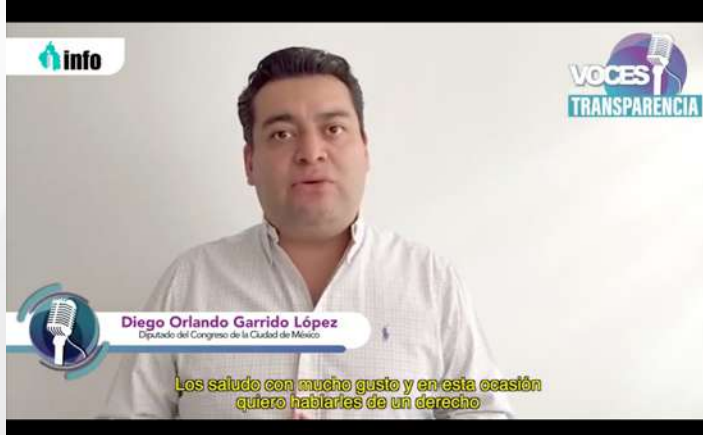 info
VOCES
TRANSPARENCIA
Diego Orlando Garrido López
Diputado del Congreso de la Ciudad de México
Los saludo con mucho gusto y en esta ocasión
quiero hablarles de un derecho